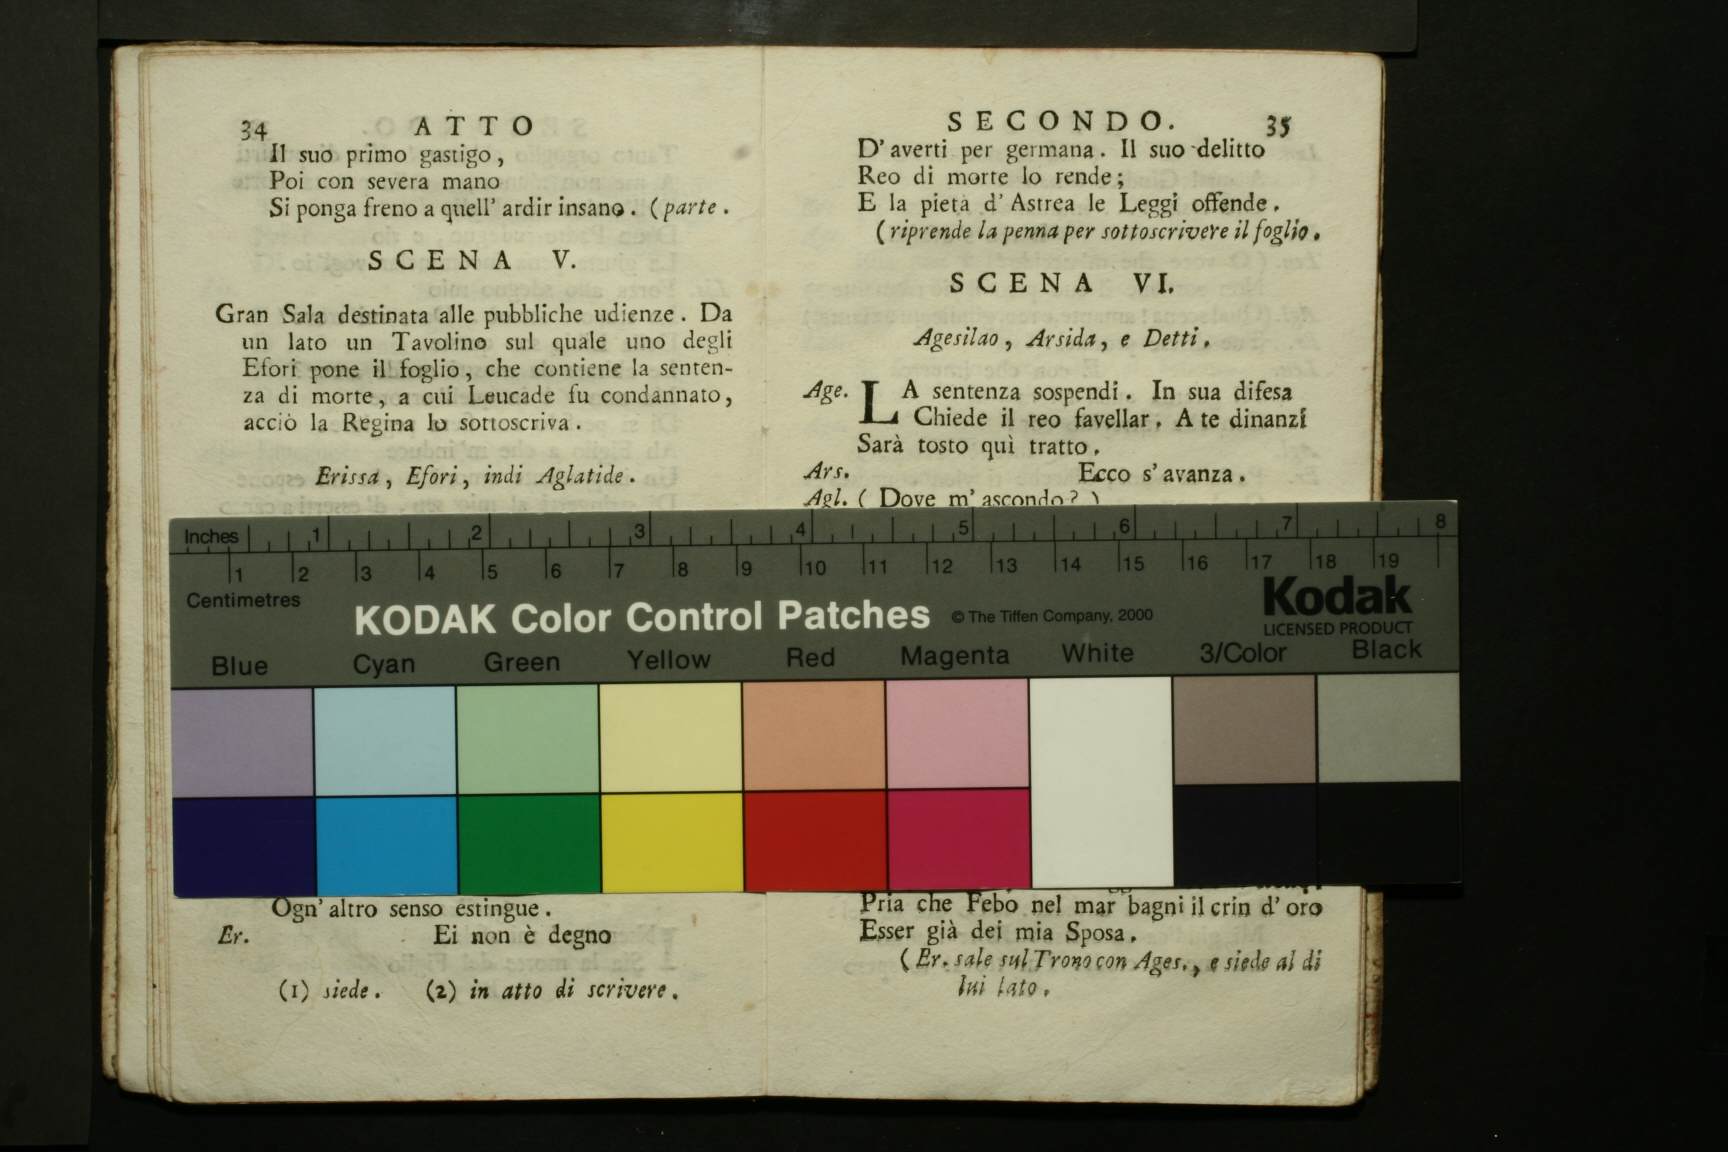 34 ATTO
Il suo primo gastigo,
Poi con severa mano
Si ponga freno a quell' ardir insano. (parte.
SCENA V.
Gran Sala destinata alle pubbliche udienze. Da
un lato un Tavolino sul quale uno degli
Efori pone il foglio, che contiene la senten-
za di morte, a cui Leucade fu condannato,
acciò la Regina lo sottoscriva.
Erissa, Efori, indi Aglatide.
Ogn' altro senso estingue.
Er. Ei non è degno
(1) siede. (2) in atto di scrivere.
SECONDO. 35
D' averti per germana. Il suo delitto
Reo di morte lo rende;
E la pietà d' Astrea le Leggi offende.
(riprende la penna per sottoscrivere il foglio.
SCENA VI.
Agesilao, Arsida, e Detti.
Age. LA sentenza sospendi. In sua difesa
Chiede il reo favellar. A te dinanzi
Sarà tosto quì tratto.
Ars. Ecco s' avanza.
Agl. ( Dove m' ascondo? )
Pria che Febo nel mar bagni il crin d' oro
Esser già dei mia Sposa.
(Er. sale sul Trono con Ages., e siede al di
lui lato.
Inches 1 2 3 4 5 6 7 8
1 2 3 4 5 6 7 8 9 10 11 12 13 14 15 16 17 18 19
Centimetres
KODAK Color Control Patches © The Tiffen Company, 2000
Kodak
LICENSED PRODUCT
Blue Cyan Green Yellow Red Magenta White 3/Color Black